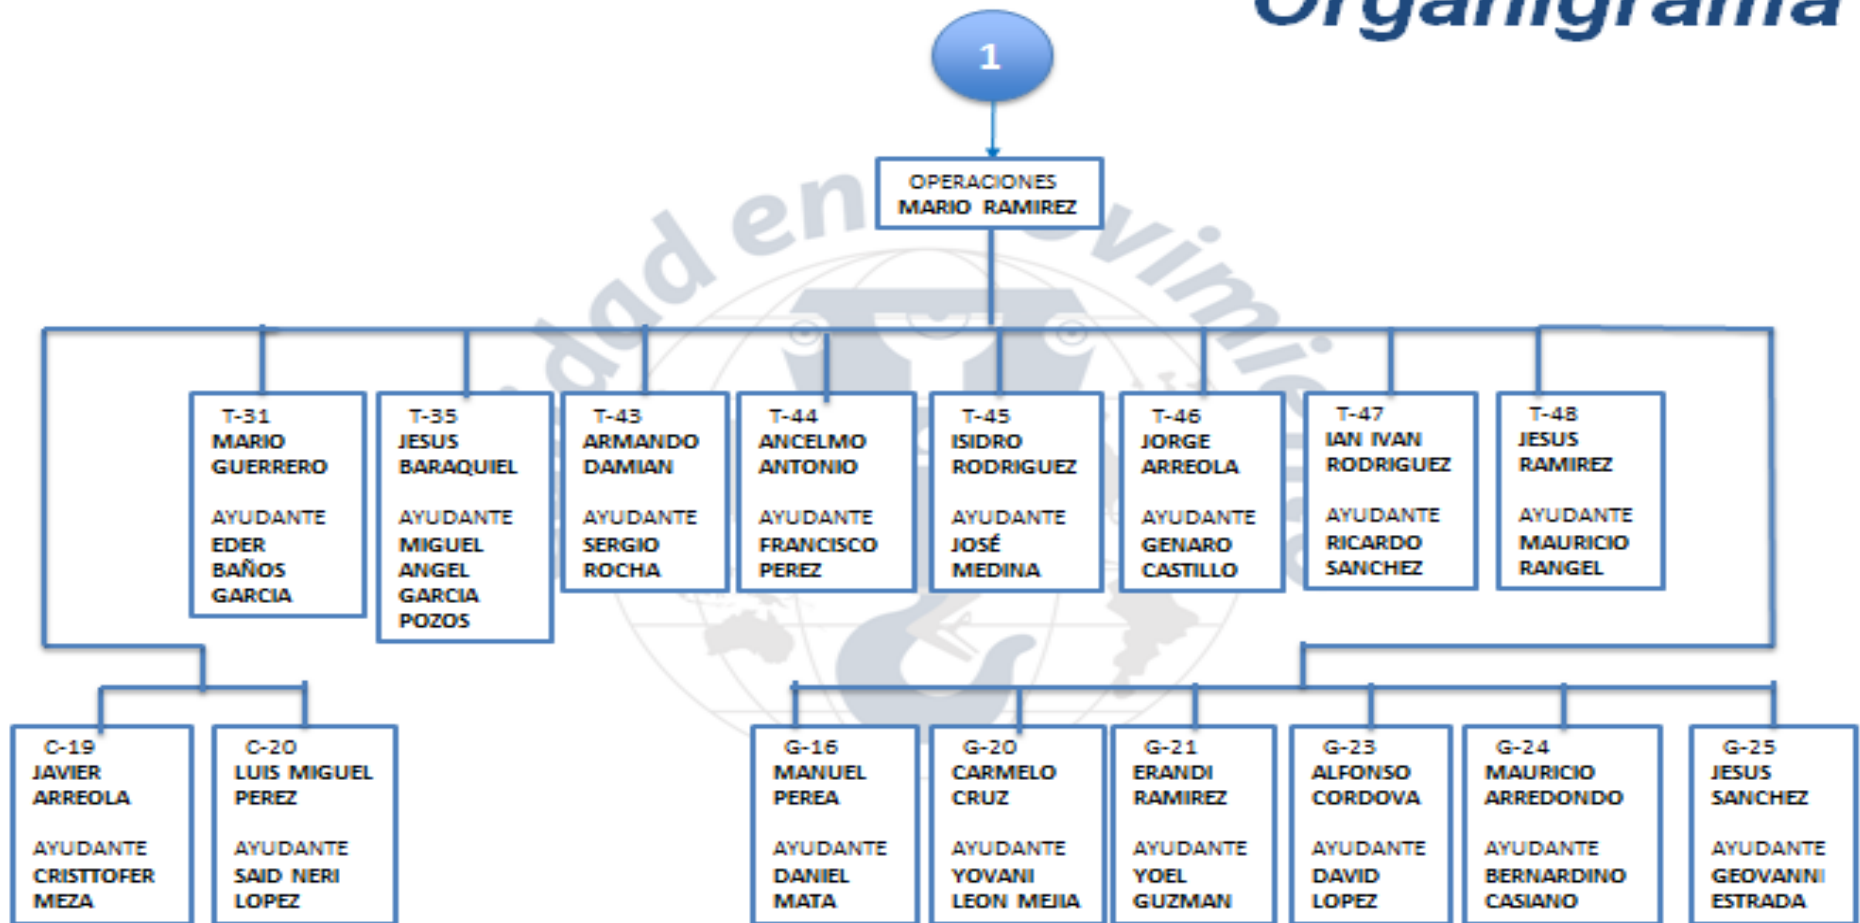 Organigrama
1
OPERACIONES
MARIO RAMIREZ
T-31
MARIO
GUERRERO
AYUDANTE
EDER
BAÑOS
GARCIA
T-35
JESUS
BARAQUIEL
AYUDANTE
MIGUEL
ANGEL
GARCIA
POZOS
T-43
ARMANDO
DAMIAN
AYUDANTE
SERGIO
ROCHA
T-44
ANCELMO
ANTONIO
AYUDANTE
FRANCISCO
PEREZ
T-45
ISIDRO
RODRIGUEZ
AYUDANTE
JOSÉ
MEDINA
T-46
JORGE
ARREOLA
AYUDANTE
GENARO
CASTILLO
T-47
IAN IVAN
RODRIGUEZ
AYUDANTE
RICARDO
SANCHEZ
T-48
JESUS
RAMIREZ
AYUDANTE
MAURICIO
RANGEL
C-19
JAVIER
ARREOLA
AYUDANTE
CRISTTOFER
MEZA
C-20
LUIS MIGUEL
PEREZ
AYUDANTE
SAID NERI
LOPEZ
G-16
MANUEL
PEREA
AYUDANTE
DANIEL
MATA
G-20
CARMELO
CRUZ
AYUDANTE
YOVANI
LEON MEJIA
G-21
ERANDI
RAMIREZ
AYUDANTE
YOEL
GUZMAN
G-23
ALFONSO
CORDOVA
AYUDANTE
DAVID
LOPEZ
G-24
MAURICIO
ARREDONDO
AYUDANTE
BERNARDINO
CASIANO
G-25
JESUS
SANCHEZ
AYUDANTE
GEOVANNI
ESTRADA
en